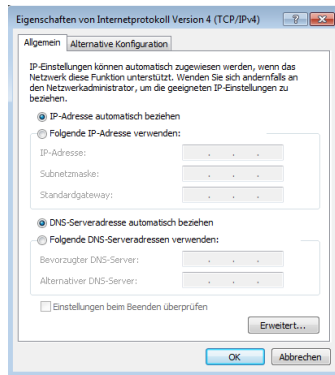 Eigenschaften von Internetprotokoll Version 4 (TCP/IPv4)
Allgemein
Alternative Konfiguration
IP-Einstellungen können automatisch zugewiesen werden, wenn das
Netzwerk diese Funktion unterstützt. Wenden Sie sich andernfalls an
den Netzwerkadministrator, um die geeigneten IP-Einstellungen zu
beziehen.
IP-Adresse automatisch beziehen
Folgende IP-Adresse verwenden:
IP-Adresse:
Subnetzmaske:
Standardgateway:
DNS-Serveradresse automatisch beziehen
Folgende DNS-Serveradressen verwenden:
Bevorzugter DNS-Server:
Alternativer DNS-Server:
Einstellungen beim Beenden überprüfen
Erweitert...
OK
Abbrechen